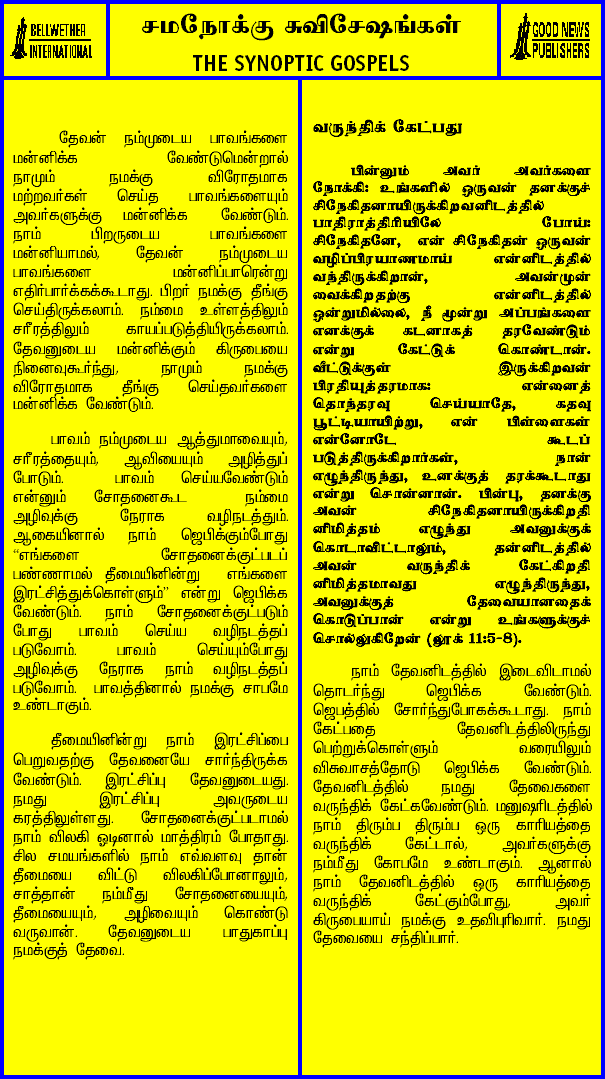 BELLWETHER
INTERNATIONAL
சமநோக்கு சுவிசேஷங்கள்
THE SYNOPTIC GOSPELS
GOOD NEWS
PUBLISHERS
தேவன் நம்முடைய பாவங்களை
மன்னிக்க வேண்டுமென்றால்
நாமும் நமக்கு விரோதமாக
மற்றவர்கள் செய்த பாவங்களையும்
அவர்களுக்கு மன்னிக்க வேண்டும்.
நாம் பிறருடைய பாவங்களை
மன்னியாமல், தேவன் நம்முடைய
பாவங்களை மன்னிப்பாரென்று
எதிர்பார்க்கக்கூடாது. பிறர் நமக்கு தீங்கு
செய்திருக்கலாம். நம்மை உள்ளத்திலும்
சரீரத்திலும் காயப்படுத்தியிருக்கலாம்.
தேவனுடைய மன்னிக்கும் கிருபையை
நினைவுகூர்ந்து, நாமும் நமக்கு
விரோதமாக தீங்கு செய்தவர்களை
மன்னிக்க வேண்டும்.
பாவம் நம்முடைய ஆத்துமாவையும்,
சரீரத்தையும், ஆவியையும் அழித்துப்
போடும். பாவம் செய்யவேண்டும்
என்னும் சோதனைகூட நம்மை
அழிவுக்கு நேராக வழிநடத்தும்.
ஆகையினால் நாம் ஜெபிக்கும்போது
“எங்களை சோதனைக்குட்படப்
பண்ணாமல் தீமையினின்று எங்களை
இரட்சித்துக்கொள்ளும்” என்று ஜெபிக்க
வேண்டும். நாம் சோதனைக்குட்படும்
போது பாவம் செய்ய வழிநடத்தப்
படுவோம். பாவம் செய்யும்போது
அழிவுக்கு நேராக நாம் வழிநடத்தப்
படுவோம். பாவத்தினால் நமக்கு சாபமே
உண்டாகும்.
தீமையினின்று நாம் இரட்சிப்பை
பெறுவதற்கு தேவனையே சார்ந்திருக்க
வேண்டும். இரட்சிப்பு தேவனுடையது.
நமது இரட்சிப்பு அவருடைய
கரத்திலுள்ளது. சோதனைக்குட்படாமல்
நாம் விலகி ஓடினால் மாத்திரம் போதாது.
சில சமயங்களில் நாம் எவ்வளவு தான்
தீமையை விட்டு விலகிப்போனாலும்,
சாத்தான் நம்மீது சோதனையையும்,
தீமையையும், அழிவையும் கொண்டு
வருவான். தேவனுடைய பாதுகாப்பு
நமக்குத் தேவை.
வருந்திக் கேட்பது
பின்னும் அவர் அவர்களை
நோக்கி: உங்களில் ஒருவன் தனக்குச்
சிநேகிதனாயிருக்கிறவனிடத்தில்
பாதிராத்திரியிலே போய்:
சிநேகிதனே, என் சிநேகிதன் ஒருவன்
வழிப்பிரயாணமாய் என்னிடத்தில்
வந்திருக்கிறான், அவன்முன்
வைக்கிறதற்கு என்னிடத்தில்
ஒன்றுமில்லை, நீ மூன்று அப்பங்களை
எனக்குக் கடனாகத் தரவேண்டும்
என்று கேட்டுக் கொண்டான்.
வீட்டுக்குள் இருக்கிறவன்
பிரதியுத்தரமாக: என்னைத்
தொந்தரவு செய்யாதே, கதவு
பூட்டியாயிற்று, என் பிள்ளைகள்
என்னோடே கூடப்
படுத்திருக்கிறார்கள், நான்
எழுந்திருந்து, உனக்குத் தரக்கூடாது
என்று சொன்னான். பின்பு, தனக்கு
அவன் சிநேகிதனாயிருக்கிறதி
னிமித்தம் எழுந்து அவனுக்குக்
கொடாவிட்டாலும், தன்னிடத்தில்
அவன் வருந்திக் கேட்கிறதி
னிமித்தமாவது எழுந்திருந்து,
அவனுக்குத் தேவையானதைக்
கொடுப்பான் என்று உங்களுக்குச்
சொல்லுகிறேன் (லூக் 11:5-8).
நாம் தேவனிடத்தில் இடைவிடாமல்
தொடர்ந்து ஜெபிக்க வேண்டும்.
ஜெபத்தில் சோர்ந்துபோகக்கூடாது. நாம்
கேட்பதை தேவனிடத்திலிருந்து
பெற்றுக்கொள்ளும் வரையிலும்
விசுவாசத்தோடு ஜெபிக்க வேண்டும்.
தேவனிடத்தில் நமது தேவைகளை
வருந்திக் கேட்கவேண்டும். மனுஷரிடத்தில்
நாம் திரும்ப திரும்ப ஒரு காரியத்தை
வருந்திக் கேட்டால், அவர்களுக்கு
நம்மீது கோபமே உண்டாகும். ஆனால்
நாம் தேவனிடத்தில் ஒரு காரியத்தை
வருந்திக் கேட்கும்போது, அவர்
கிருபையாய் நமக்கு உதவிபுரிவார். நமது
தேவையை சந்திப்பார்.